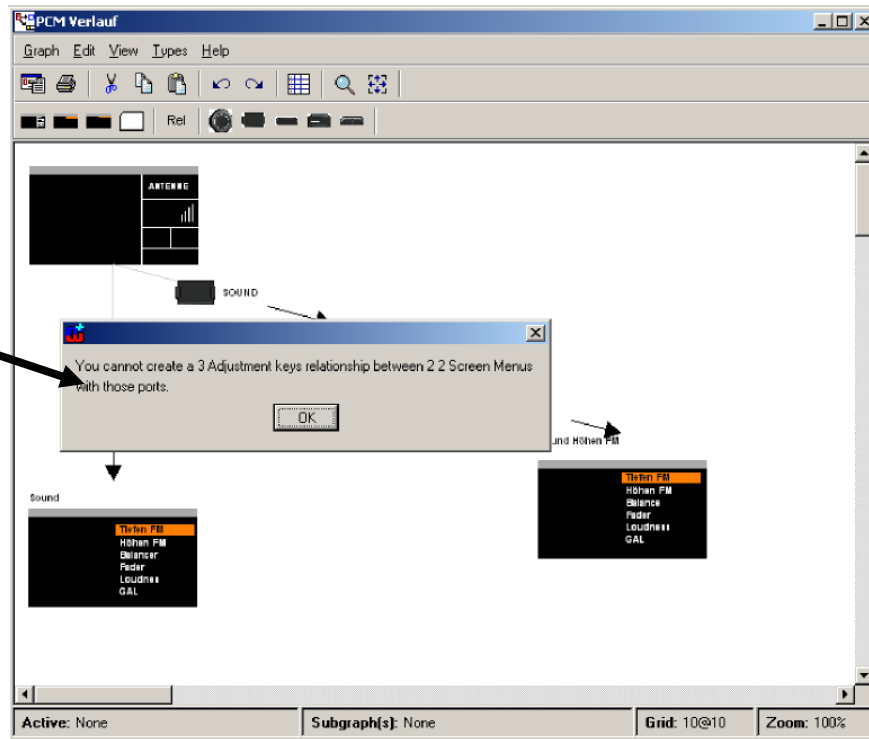 PCM Verlauf
Graph Edit View Types Help
Rel
ANTENNE
SOUND
You cannot create a 3 Adjustment keys relationship between 2 2 Screen Menus
with those ports.
OK
und Höhen FM
Tiefen FM
Höhen FM
Balance
Fader
Loudness
GAL
Sound
Tiefen FM
Höhen FM
Balancer
Fader
Loudness
GAL
Active: None Subgraph(s): None Grid: 10@10 Zoom: 100%